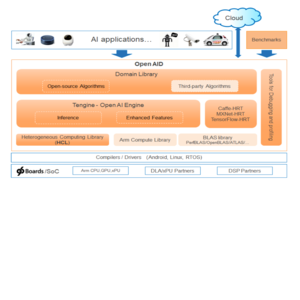 Cloud
AI applications…
Benchmarks
Open AID
Domain Library
Open-source Algorithms
Third-party Algorithms
Tengine - Open AI Engine
Inference
Enhanced Features
Caffe-HRT
MXNet-HRT
TensorFlow-HRT
Tools for Debugging and profiling
Heterogeneous Computing Library
(HCL)
Arm Compute Library
BLAS library
PerfBLAS/OpenBLAS/ATLAS/..
Compilers / Drivers (Android, Linux, RTOS)
Boards /SoC
Arm CPU,GPU,xPU
DLA/xPU Partners
DSP Partners